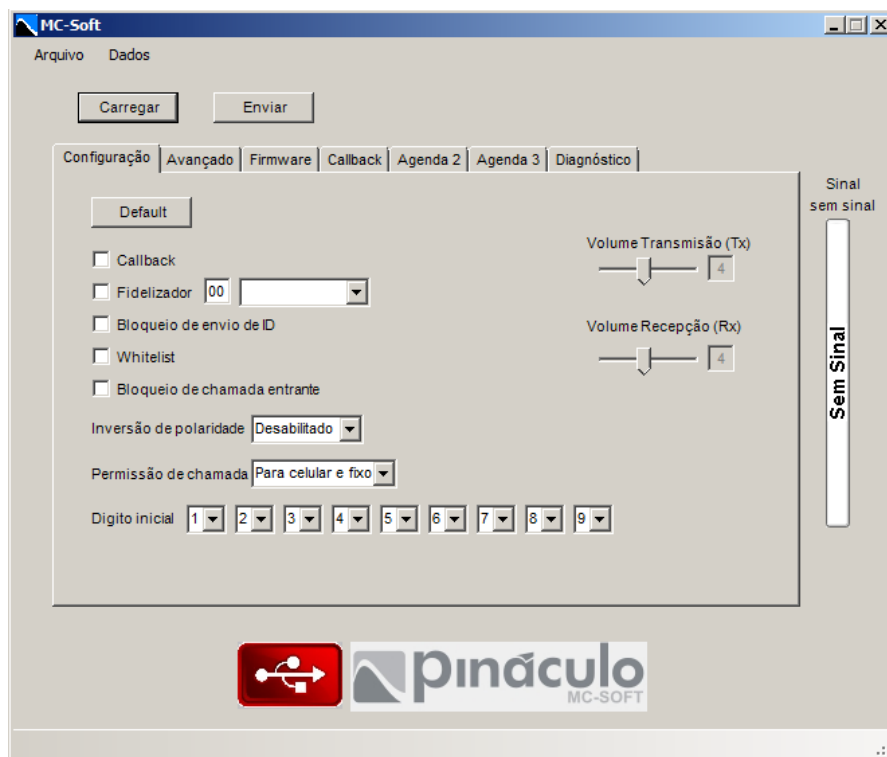 MC-Soft
Arquivo Dados
Carregar Enviar
Configuração Avançado Firmware Callback Agenda 2 Agenda 3 Diagnóstico
Sinal
sem sinal
Default
Volume Transmisão (Tx)
4
Callback
Fidelizador 00
Bloqueio de envio de ID
Volume Recepção (Rx)
4
Whitelist
Bloqueio de chamada entrante
Sem Sinal
Inversão de polaridade Desabilitado
Permissão de chamada Para celular e fixo
Digito inicial 1 2 3 4 5 6 7 8 9
pináculo
MC-SOFT